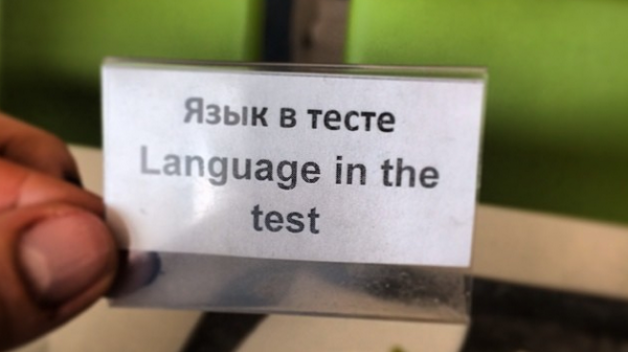 Язык в тесте
Language in the
test